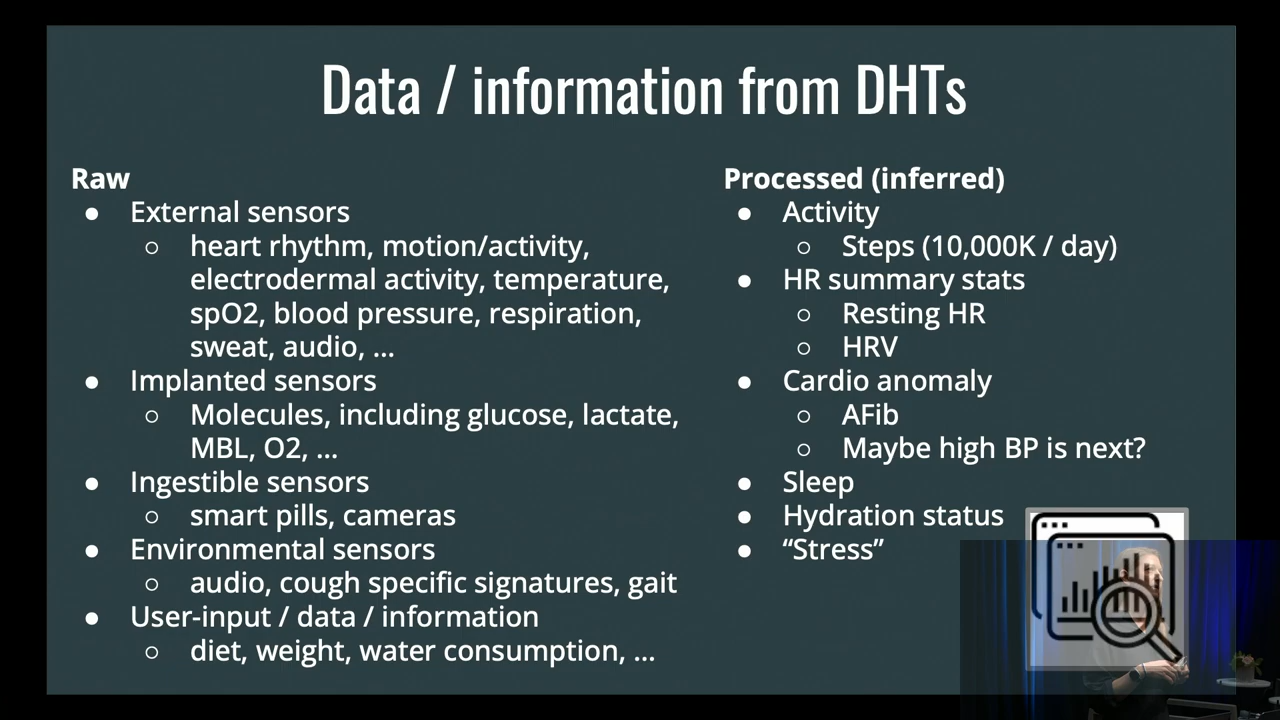 Data / information from DHTs
Raw
● External sensors
○ heart rhythm, motion/activity,
electrodermal activity, temperature,
spO2, blood pressure, respiration,
sweat, audio, ...
● Implanted sensors
○ Molecules, including glucose, lactate,
MBL, O2, ...
● Ingestible sensors
○ smart pills, cameras
● Environmental sensors
○ audio, cough specific signatures, gait
● User-input / data / information
○ diet, weight, water consumption, ...
Processed (inferred)
● Activity
○ Steps (10,000K / day)
● HR summary stats
○ Resting HR
○ HRV
● Cardio anomaly
○ AFib
○ Maybe high BP is next?
● Sleep
● Hydration status
● “Stress”